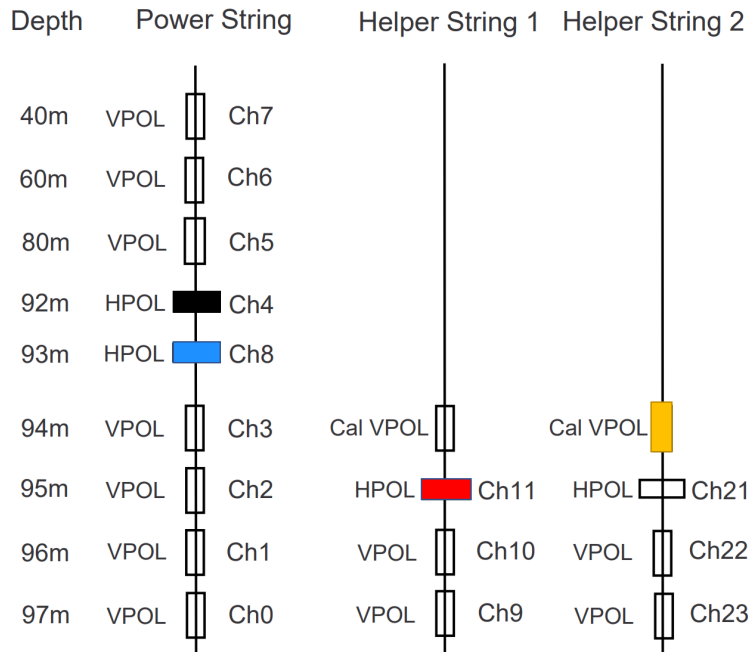 Depth Power String Helper String 1 Helper String 2
40m VPOL Ch7
60m VPOL Ch6
80m VPOL Ch5
92m HPOL Ch4
93m HPOL Ch8
94m VPOL Ch3 Cal VPOL Cal VPOL
95m VPOL Ch2 HPOL Ch11 HPOL Ch21
96m VPOL Ch1 VPOL Ch10 VPOL Ch22
97m VPOL Ch0 VPOL Ch9 VPOL Ch23